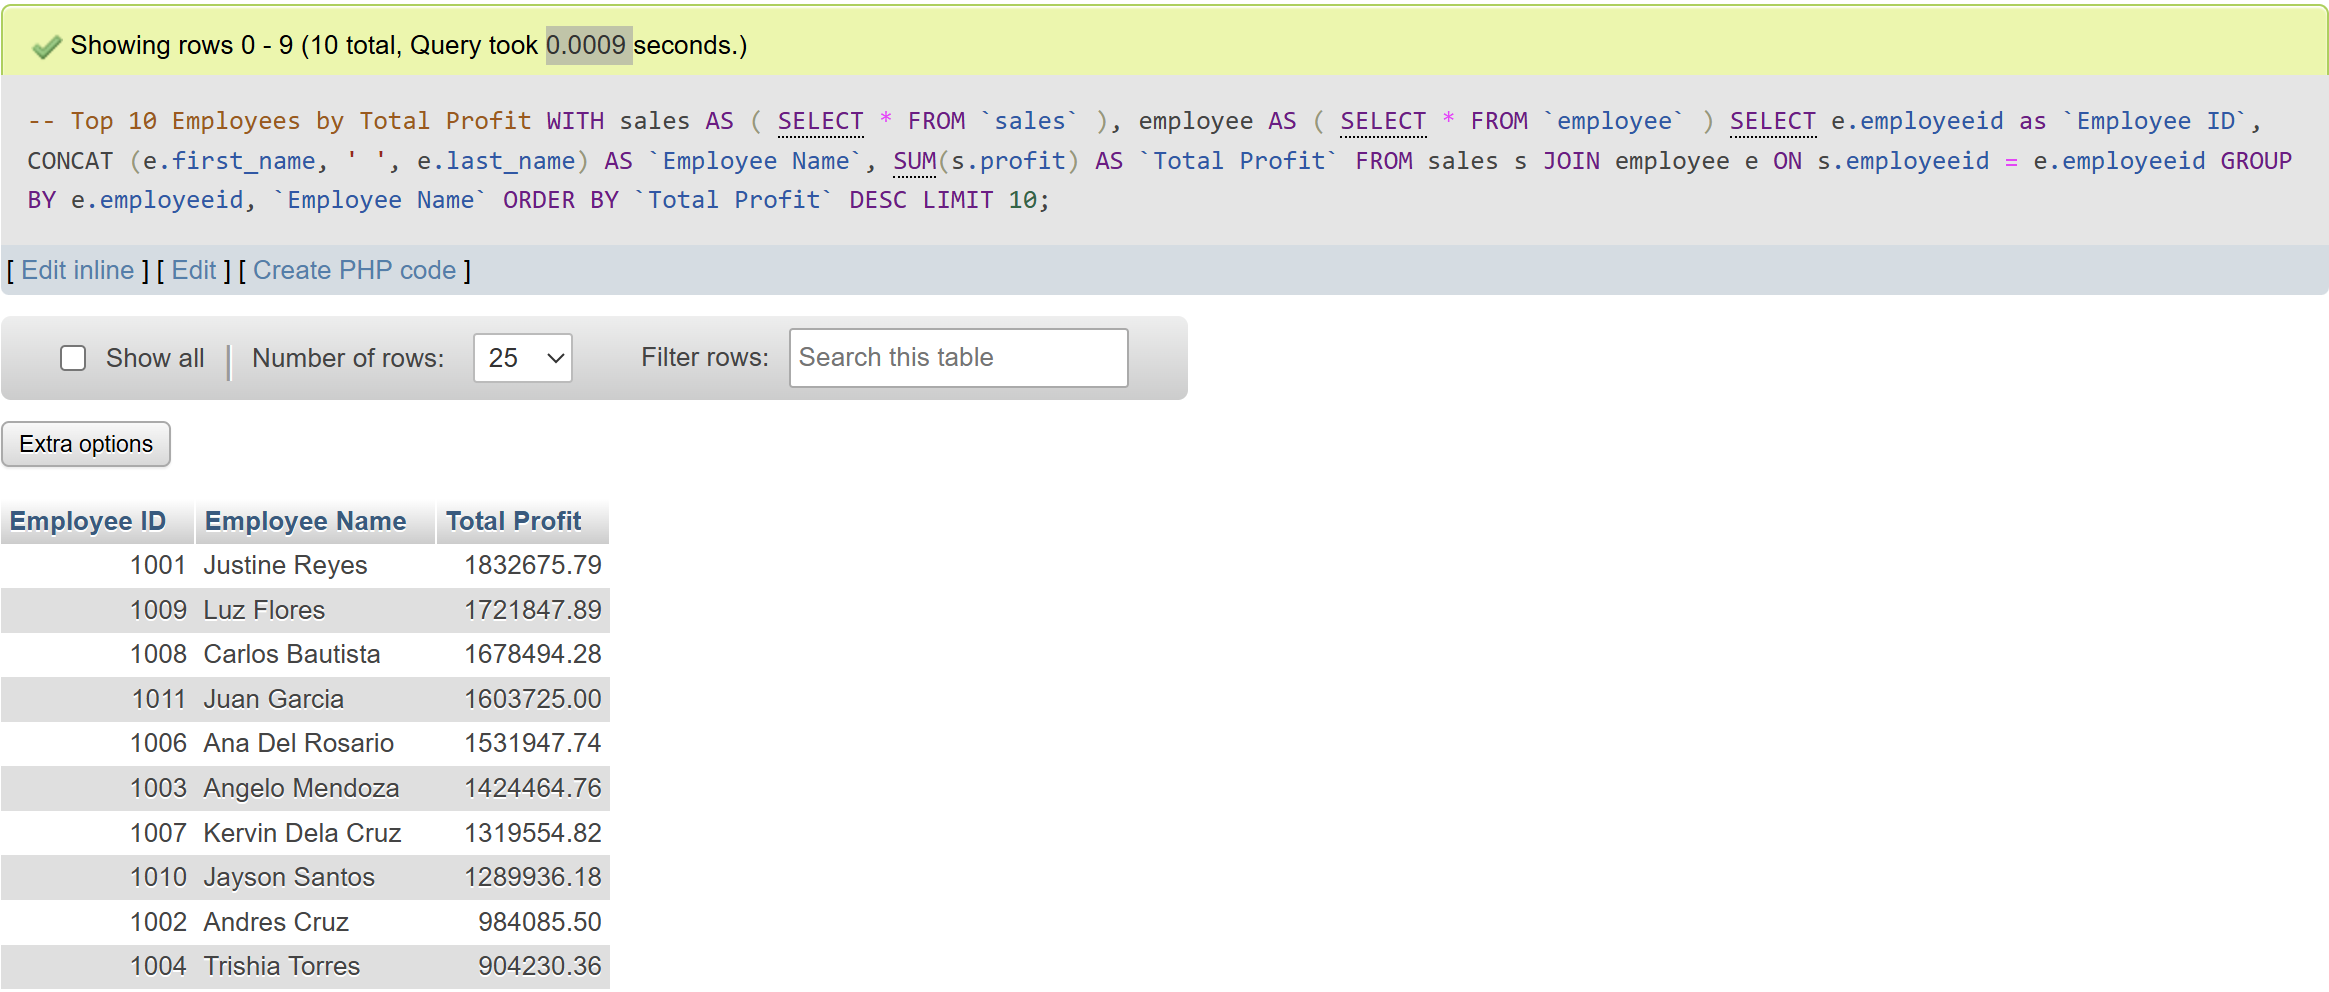 Showing rows 0 - 9 (10 total, Query took 0.0009 seconds.)
-- Top 10 Employees by Total Profit WITH sales AS ( SELECT * FROM `sales` ), employee AS ( SELECT * FROM `employee` ) SELECT e.employeeid as `Employee ID`,
CONCAT (e.first_name, ' ', e.last_name) AS `Employee Name`, SUM(s.profit) AS `Total Profit` FROM sales s JOIN employee e ON s.employeeid = e.employeeid GROUP
BY e.employeeid, `Employee Name` ORDER BY `Total Profit` DESC LIMIT 10;
[ Edit inline ] [ Edit ] [ Create PHP code ]
Show all | Number of rows: 25 Filter rows: Search this table
Extra options
Employee ID Employee Name Total Profit
1001 Justine Reyes 1832675.79
1009 Luz Flores 1721847.89
1008 Carlos Bautista 1678494.28
1011 Juan Garcia 1603725.00
1006 Ana Del Rosario 1531947.74
1003 Angelo Mendoza 1424464.76
1007 Kervin Dela Cruz 1319554.82
1010 Jayson Santos 1289936.18
1002 Andres Cruz 984085.50
1004 Trishia Torres 904230.36